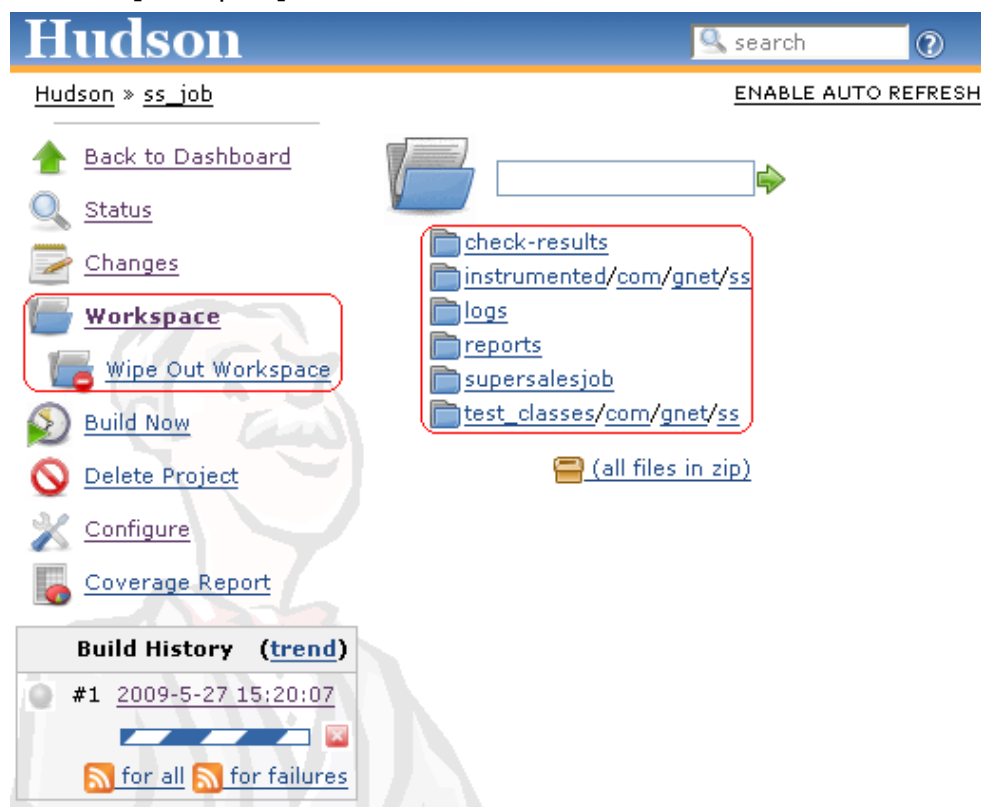 Hudson
search
Hudson » ss_job
ENABLE AUTO REFRESH
Back to Dashboard
Status
Changes
Workspace
Wipe Out Workspace
Build Now
Delete Project
Configure
Coverage Report
check-results
instrumented/com/gnet/ss
logs
reports
supersalesjob
test_classes/com/gnet/ss
(all files in zip)
Build History (trend)
#1 2009-5-27 15:20:07
for all for failures